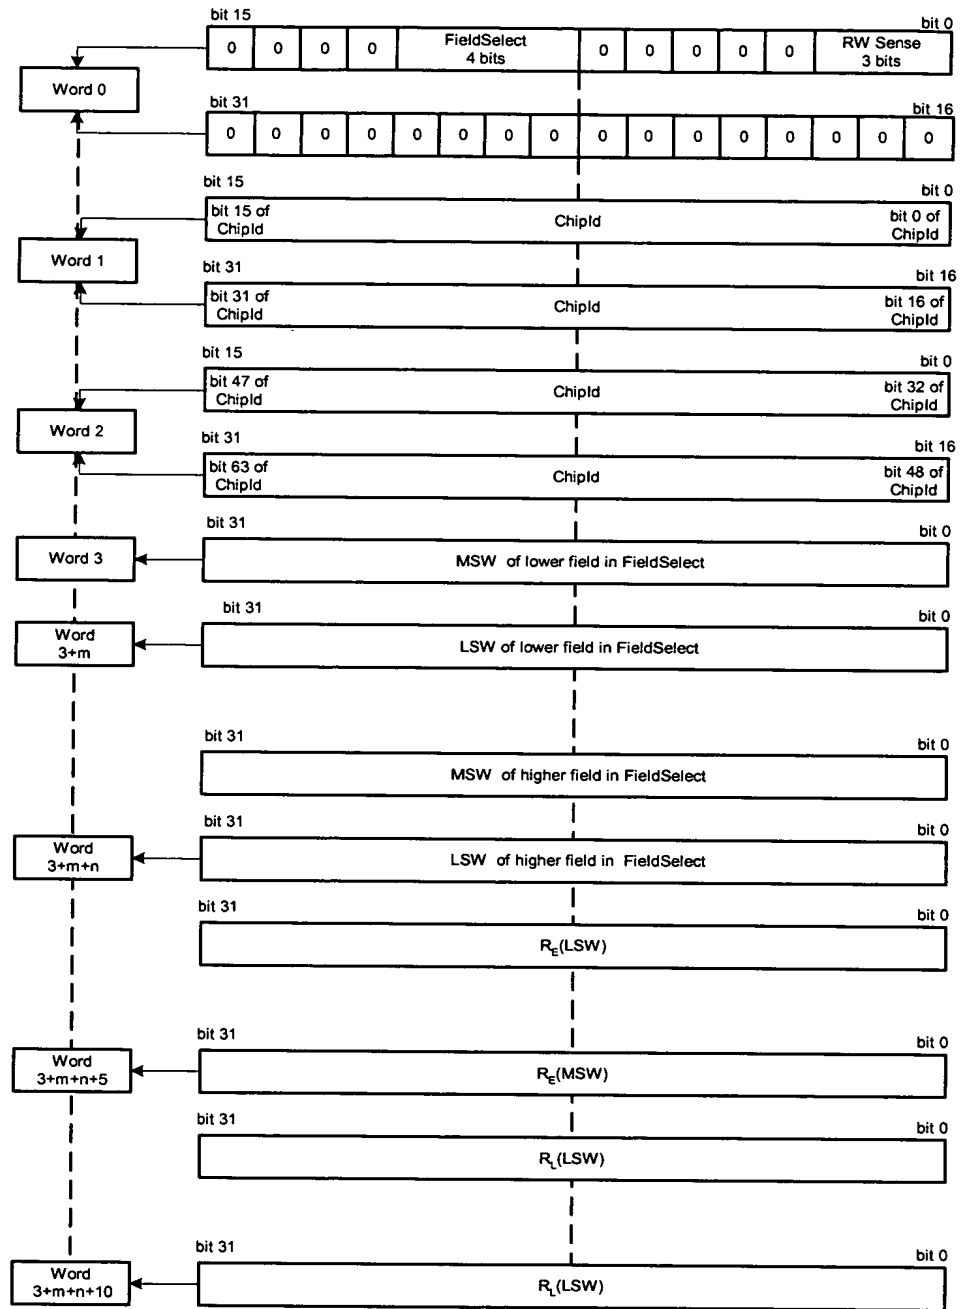 bit 15
bit 0
0 0 0 0 FieldSelect 0 0 0 0 0 RW Sense
4 bits 3 bits
Word 0
bit 31
bit 16
0 0 0 0 0 0 0 0 0 0 0 0 0 0 0 0
bit 15
bit 0
bit 15 of ChipId bit 0 of
ChipId ChipId
Word 1
bit 31
bit 16
bit 31 of ChipId bit 16 of
ChipId ChipId
bit 15
bit 0
bit 47 of ChipId bit 32 of
ChipId ChipId
Word 2
bit 31
bit 16
bit 63 of ChipId bit 48 of
ChipId ChipId
bit 31
bit 0
Word 3
MSW of lower field in FieldSelect
bit 31
bit 0
Word
3+m
LSW of lower field in FieldSelect
bit 31
bit 0
MSW of higher field in FieldSelect
bit 31
bit 0
Word
3+m+n
LSW of higher field in FieldSelect
bit 31
bit 0
RE(LSW)
bit 31
bit 0
Word
3+m+n+5
RE(MSW)
bit 31
bit 0
RL(LSW)
bit 31
bit 0
Word
3+m+n+10
RL(LSW)